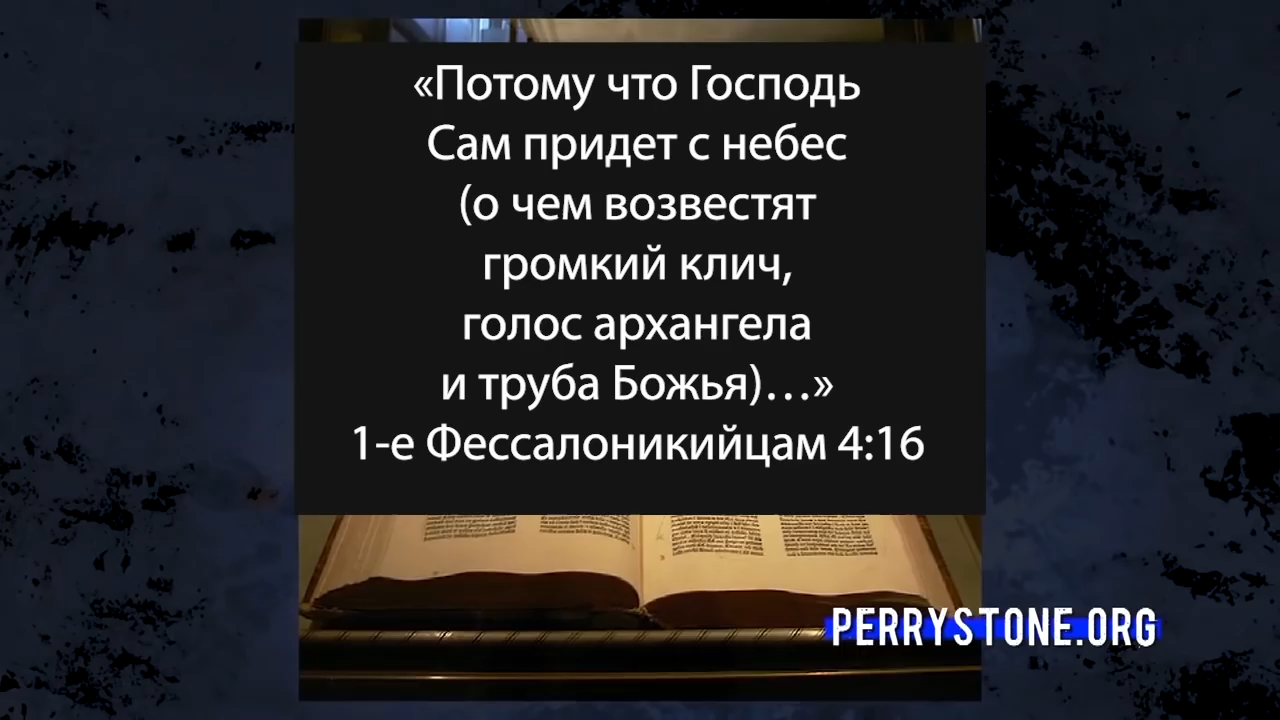 «Потому что Господь
Сам придет с небес
(о чем возвестят
громкий клич,
голос архангела
и труба Божья)…»
1-е Фессалоникийцам 4:16
PERRYSTONE.ORG